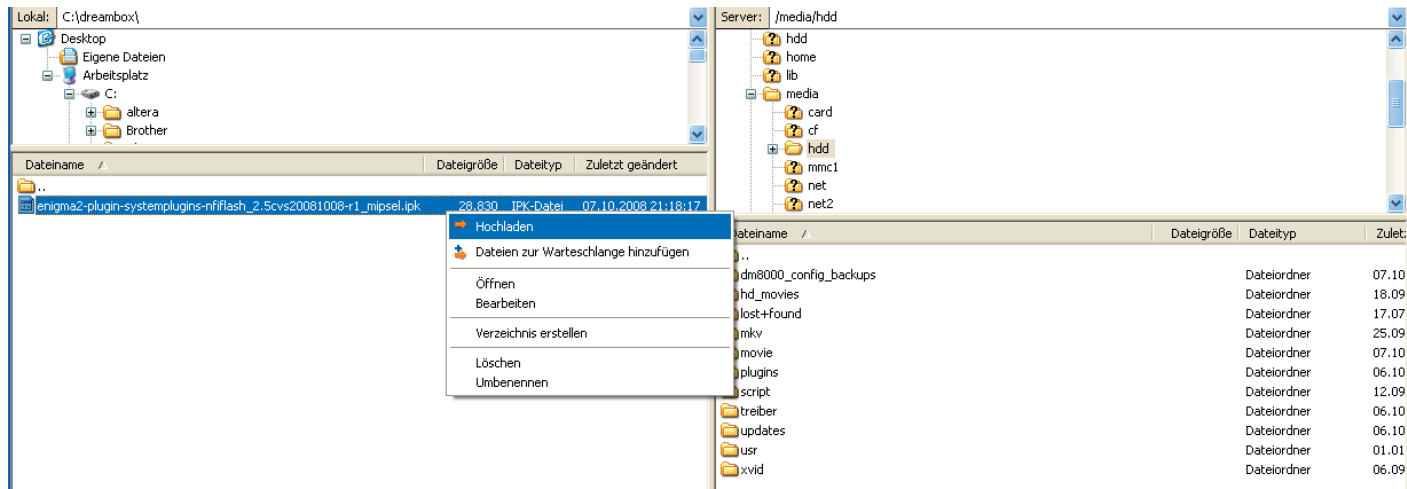 Lokal: C:\dreambox\
Desktop
Eigene Dateien
Arbeitsplatz
C:
altera
Brother
Dateiname Dateigröße Dateityp Zuletzt geändert
..
enigma2-plugin-systemplugins-nfiflash_2.5cvs20081008-r1_mipsel.ipk 28.830 IPK-Datei 07.10.2008 21:18:17
Hochladen
Dateien zur Warteschlange hinzufügen
Öffnen
Bearbeiten
Verzeichnis erstellen
Löschen
Umbenennen
Server: /media/hdd
hdd
home
lib
media
card
cf
hdd
mmc1
net
net2
Dateiname Dateigröße Dateityp Zulet
..
dm8000_config_backups Dateiordner 07.10
hd_movies Dateiordner 18.09
lost+found Dateiordner 17.07
mkv Dateiordner 25.09
movie Dateiordner 07.10
plugins Dateiordner 06.10
script Dateiordner 12.09
treiber Dateiordner 06.10
updates Dateiordner 06.10
usr Dateiordner 01.01
xvid Dateiordner 06.09